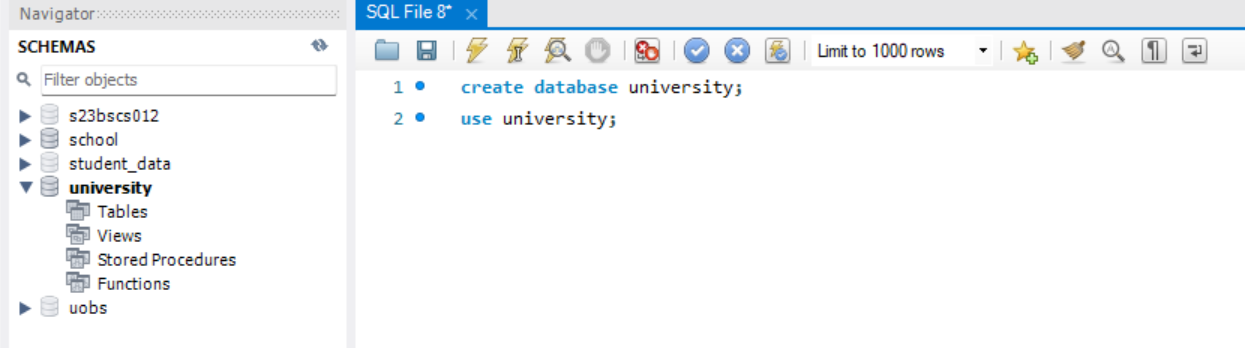 Navigator
SCHEMAS
Filter objects
s23bscs012
school
student_data
university
Tables
Views
Stored Procedures
Functions
uobs
SQL File 8*
Limit to 1000 rows
1 create database university;
2 use university;